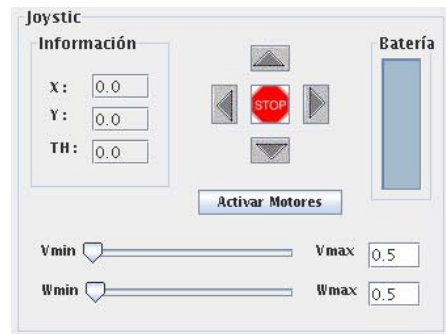 Joystic
Información
Batería
X: 0.0
Y: 0.0
TH: 0.0
STOP
Activar Motores
Vmin Vmax 0.5
Wmin Wmax 0.5